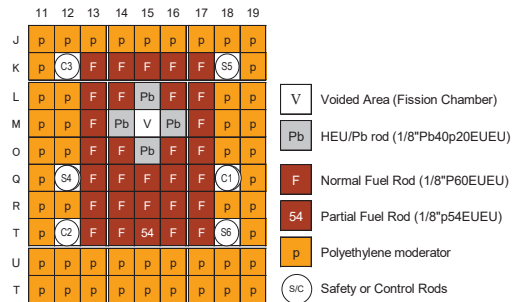 11 12 13 14 15 16 17 18 19
J p p p p p p p p p
K p C3 F F F F F S5 p
L p p F F Pb F F p p
M p p F Pb V Pb F p p
O p p F F Pb F F p p
Q p S4 F F F F F C1 p
R p p F F F F F p p
T p C2 F F 54 F F S6 p
U p p p p p p p p p
T p p p p p p p p p
V Voided Area (Fission Chamber)
Pb HEU/Pb rod (1/8"Pb40p20EUEU)
F Normal Fuel Rod (1/8"P60EUEU)
54 Partial Fuel Rod (1/8"p54EUEU)
p Polyethylene moderator
S/C Safety or Control Rods